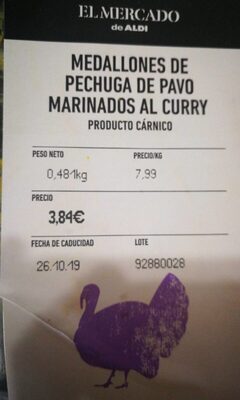 EL MERCADO
de ALDI
MEDALLONES DE
PECHUGA DE PAVO
MARINADOS AL CURRY
PRODUCTO CÁRNICO
PESO NETO PRECIO/KG
0,481kg 7,99
PRECIO
3,84€
FECHA DE CADUCIDAD LOTE
26.10.19 92880028